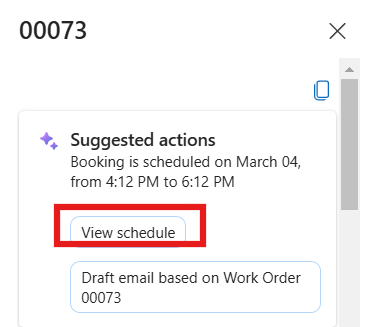 00073
Suggested actions
Booking is scheduled on March 04,
from 4:12 PM to 6:12 PM
View schedule
Draft email based on Work Order
00073